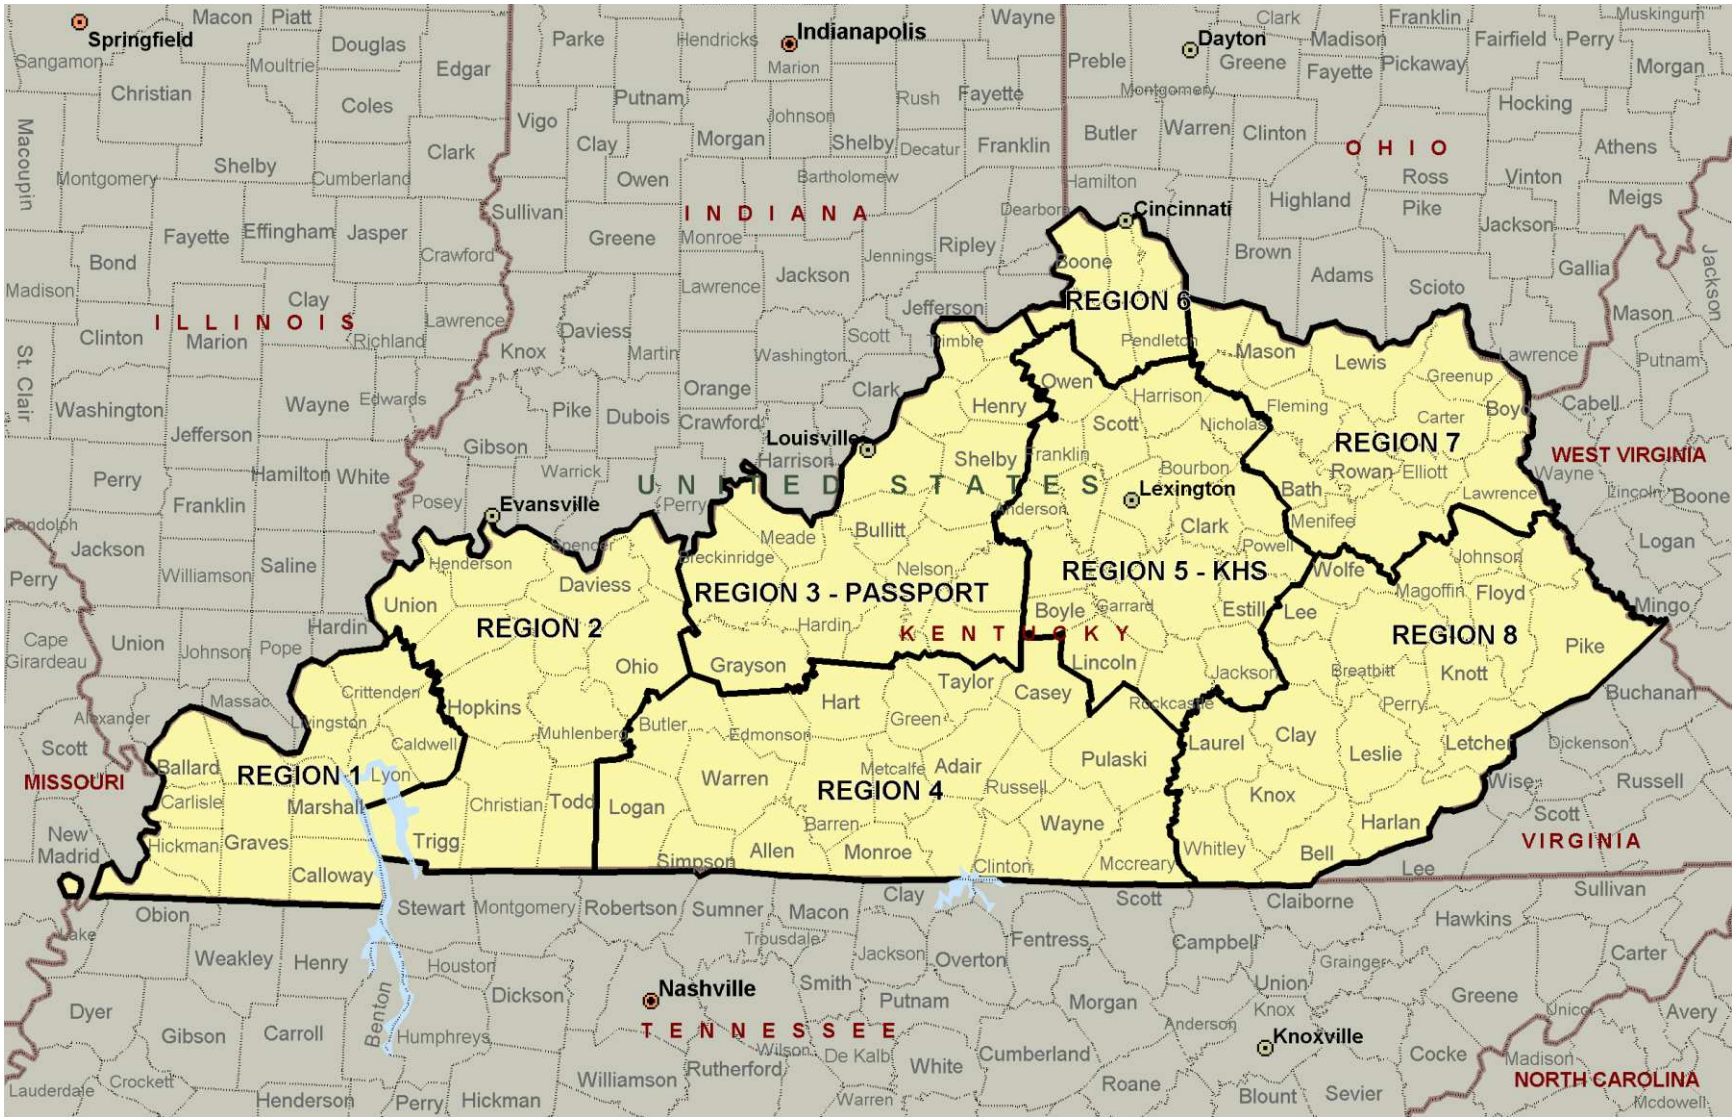 Macon
Piatt
Springfield
Sangamon
Douglas
Moultrie
Edgar
Christian
Coles
Macoupin
Shelby
Clark
Montgomery
Cumberland
Fayette
Effingham
Jasper
Crawford
Bond
Madison
Clay
ILLINOIS
Clinton
Marion
Richland
Lawrence
St. Clair
Washington
Wayne
Edwards
Jefferson
Perry
Hamilton
White
Franklin
Randolph
Jackson
Williamson
Saline
Perry
Union
Johnson
Pope
Hardin
Cape
Girardeau
Massac
Alexander
Scott
MISSOURI
New
Madrid
Parke
Hendricks
Indianapolis
Marion
Wayne
Putnam
Rush
Fayette
Vigo
Johnson
Clay
Morgan
Shelby
Decatur
Franklin
Owen
Bartholomew
Sullivan
INDIANA
Dearborn
Greene
Monroe
Ripley
Jennings
Jackson
Lawrence
Jefferson
Daviess
Knox
Martin
Washington
Scott
Orange
Clark
Pike
Dubois
Crawford
Gibson
Louisville
Harrison
Warrick
Posey
Perry
Evansville
Spencer
UNITED STATES
Dayton
Clark
Franklin
Muskingum
Madison
Fairfield
Perry
Preble
Greene
Fayette
Pickaway
Morgan
Montgomery
Hocking
Butler
Warren
Clinton
OHIO
Athens
Hamilton
Ross
Vinton
Highland
Pike
Meigs
Cincinnati
Jackson
Brown
Adams
Gallia
Scioto
Jackson
Mason
Lawrence
Putnam
Cabell
WEST VIRGINIA
Wayne
Lincoln
Boone
Logan
Mingo
Boone
REGION 6
Pendleton
Trimble
Owen
Henry
Harrison
Scott
Nicholas
Shelby
Franklin
Bourbon
Lexington
Anderson
Clark
Powell
REGION 5 - KHS
Boyle
Garrard
Estill
Lincoln
Jackson
Rockcastle
Mason
Lewis
Greenup
Fleming
Carter
Boyd
REGION 7
Rowan
Elliott
Bath
Lawrence
Menifee
Johnson
Wolfe
Magoffin
Floyd
Lee
REGION 8
Pike
Breathitt
Knott
Perry
Clay
Laurel
Leslie
Letcher
Knox
Harlan
Whitley
Bell
Meade
Bullitt
Breckinridge
Nelson
REGION 3 - PASSPORT
Hardin
KENTUCKY
Grayson
Henderson
Daviess
Union
REGION 2
Ohio
Hopkins
Muhlenberg
Christian
Todd
Trigg
Crittenden
Livingston
Caldwell
Ballard
REGION 1
Lyon
Carlisle
Marshall
Hickman
Graves
Calloway
Hart
Taylor
Casey
Green
Butler
Edmonson
Pulaski
Warren
Metcalfe
Adair
Russell
REGION 4
Logan
Barren
Wayne
Simpson
Allen
Monroe
Clinton
Mccreary
Buchanan
Dickenson
Wise
Russell
Scott
VIRGINIA
Lee
Obion
Lake
Stewart
Montgomery
Robertson
Sumner
Macon
Clay
Scott
Claiborne
Sullivan
Hawkins
Trousdale
Jackson
Fentress
Campbell
Weakley
Henry
Houston
Overton
Grainger
Carter
Smith
Union
Dyer
Benton
Dickson
Nashville
Putnam
Morgan
Knox
Greene
Unicoi
Avery
Gibson
Carroll
Humphreys
TENNESSEE
Anderson
Knoxville
Wilson
De Kalb
Cumberland
Cocke
Madison
Rutherford
White
Lauderdale
Crockett
Williamson
Roane
NORTH CAROLINA
Henderson
Perry
Hickman
Warren
Blount
Sevier
Mcdowell